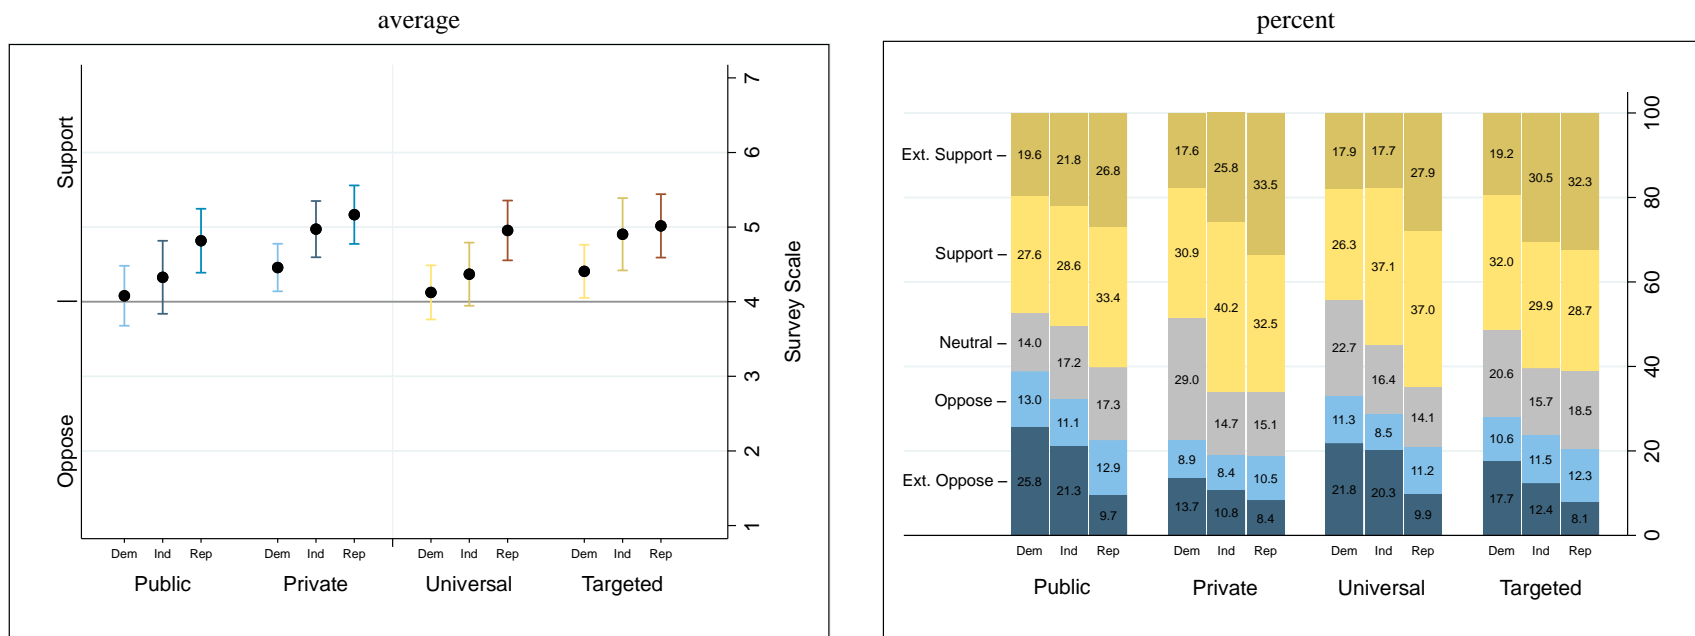 average
percent
Support
Oppose
Survey Scale
7
6
5
4
3
2
1
Dem Ind Rep Dem Ind Rep Dem Ind Rep Dem Ind Rep
Public Private Universal Targeted
Ext. Support –
Support –
Neutral –
Oppose –
Ext. Oppose –
19.6 21.8 26.8 17.6 25.8 33.5 17.9 17.7 27.9 19.2 30.5 32.3
27.6 28.6 33.4 30.9 40.2 32.5 26.3 37.1 37.0 32.0 29.9 28.7
14.0 17.2 17.3 29.0 14.7 15.1 22.7 16.4 14.1 20.6 15.7 18.5
13.0 11.1 12.9 8.9 8.4 10.5 11.3 8.5 11.2 10.6 11.5 12.3
25.8 21.3 9.7 13.7 10.8 8.4 21.8 20.3 9.9 17.7 12.4 8.1
100
80
60
40
20
0
Dem Ind Rep Dem Ind Rep Dem Ind Rep Dem Ind Rep
Public Private Universal Targeted